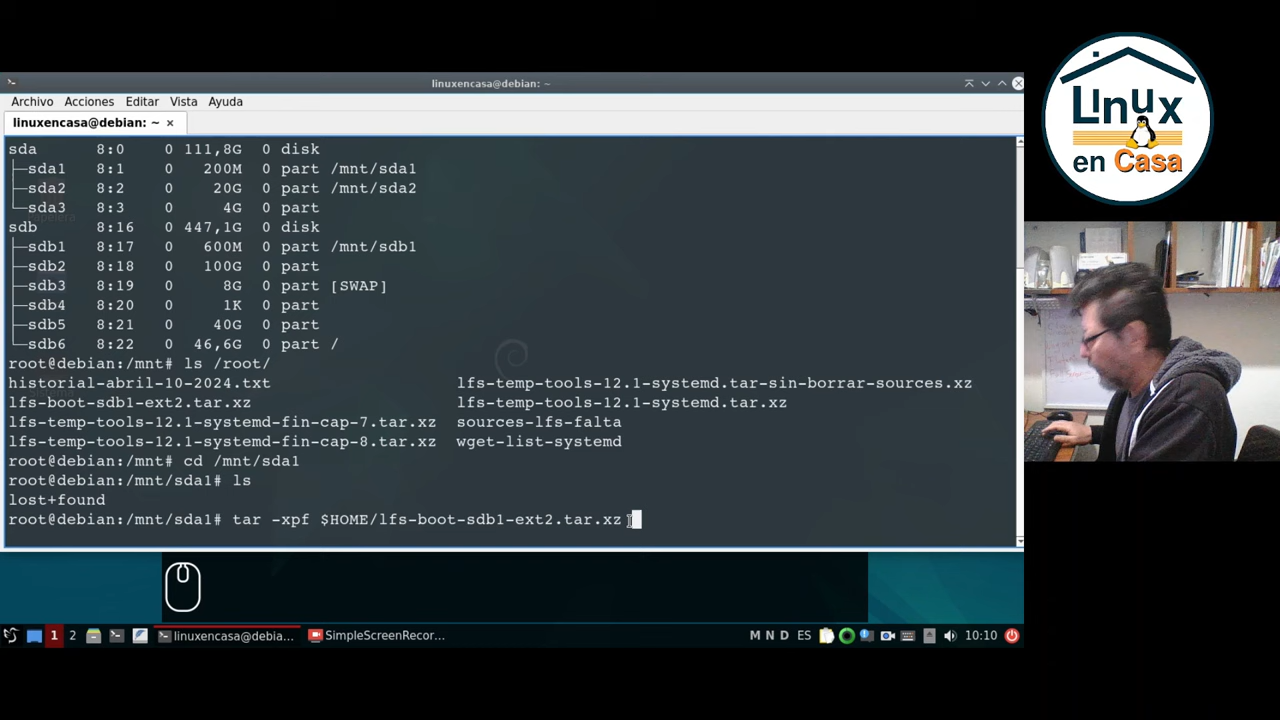 linuxencasa@debian: ~
Archivo Acciones Editar Vista Ayuda
linuxencasa@debian: ~ ×
sda 8:0 0 111,8G 0 disk
├─sda1 8:1 0 200M 0 part /mnt/sda1
├─sda2 8:2 0 20G 0 part /mnt/sda2
└─sda3 8:3 0 4G 0 part
sdb 8:16 0 447,1G 0 disk
├─sdb1 8:17 0 600M 0 part /mnt/sdb1
├─sdb2 8:18 0 100G 0 part
├─sdb3 8:19 0 8G 0 part [SWAP]
├─sdb4 8:20 0 1K 0 part
├─sdb5 8:21 0 40G 0 part
└─sdb6 8:22 0 46,6G 0 part /
root@debian:/mnt# ls /root/
historial-abril-10-2024.txt lfs-temp-tools-12.1-systemd.tar-sin-borrar-sources.xz
lfs-boot-sdb1-ext2.tar.xz lfs-temp-tools-12.1-systemd.tar.xz
lfs-temp-tools-12.1-systemd-fin-cap-7.tar.xz sources-lfs-falta
lfs-temp-tools-12.1-systemd-fin-cap-8.tar.xz wget-list-systemd
root@debian:/mnt# cd /mnt/sda1
root@debian:/mnt/sda1# ls
lost+found
root@debian:/mnt/sda1# tar -xpf $HOME/lfs-boot-sdb1-ext2.tar.xz
1 2 linuxencasa@debia... SimpleScreenRecor... M N D ES 10:10
Linux
en Casa